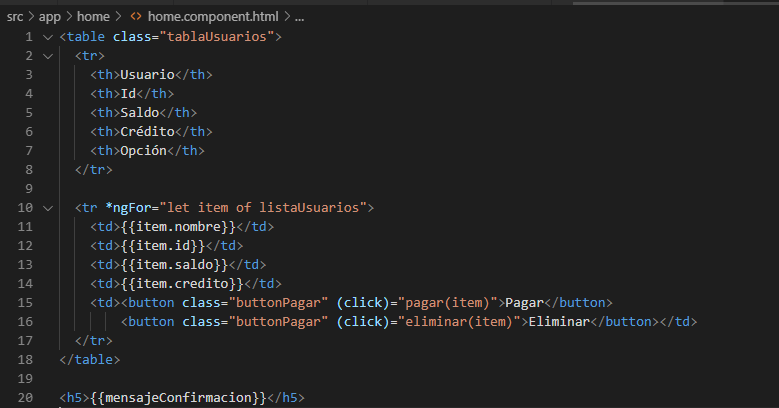 src > app > home > <> home.component.html > ...
1 <table class="tablaUsuarios">
2 <tr>
3 <th>Usuario</th>
4 <th>Id</th>
5 <th>Saldo</th>
6 <th>Crédito</th>
7 <th>Opción</th>
8 </tr>
9
10 <tr *ngFor="let item of listaUsuarios">
11 <td>{{item.nombre}}</td>
12 <td>{{item.id}}</td>
13 <td>{{item.saldo}}</td>
14 <td>{{item.credito}}</td>
15 <td><button class="buttonPagar" (click)="pagar(item)">Pagar</button>
16 <button class="buttonPagar" (click)="eliminar(item)">Eliminar</button></td>
17 </tr>
18 </table>
19
20 <h5>{{mensajeConfirmacion}}</h5>